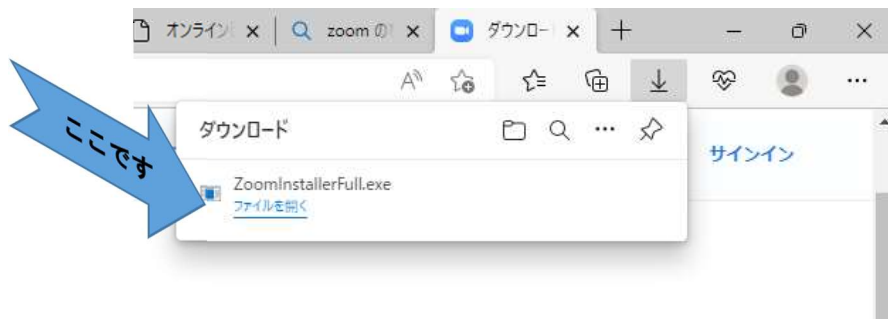 オンライン
zoom の
ダウンロード
ダウンロード
サインイン
ZoomInstallerFull.exe
ファイルを開く
ここです